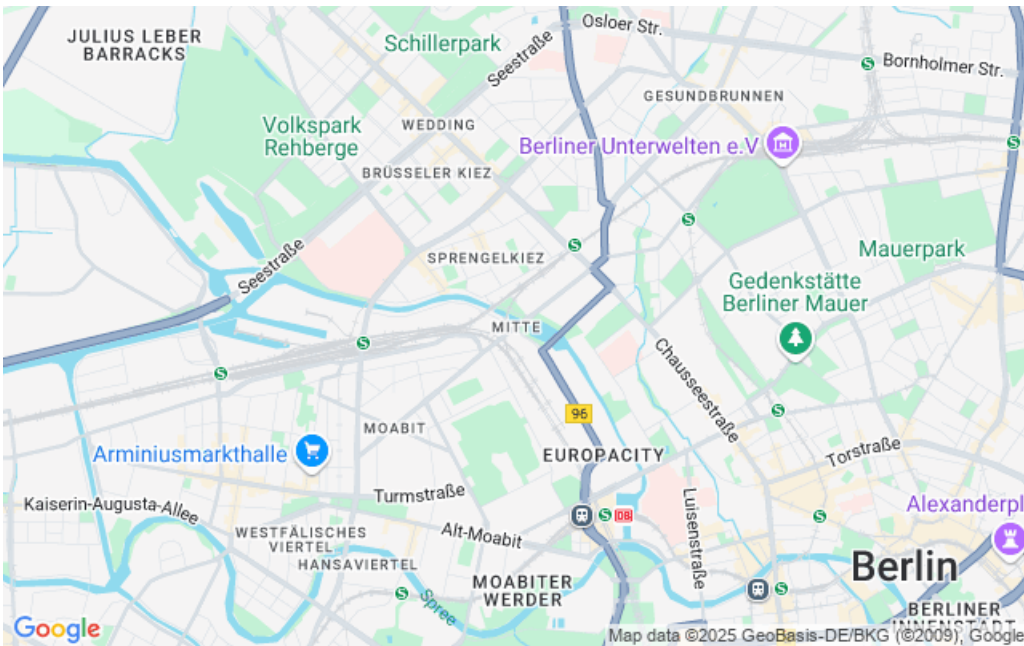 Osloer Str.
JULIUS LEBER
BARRACKS
Schillerpark
Seestraße
Bornholmer Str.
GESUNDBRUNNEN
Volkspark
Rehberge
WEDDING
Berliner Unterwelten e.V
BRÜSSELER KIEZ
Seestraße
SPRENGELKIEZ
Mauerpark
Gedenkstätte
Berliner Mauer
MITTE
Chausseestraße
96
MOABIT
Arminiusmarkthalle
EUROPACITY
Torstraße
Turmstraße
Kaiserin-Augusta-Allee
Luisenstraße
Alexanderpl
S
S
S
S
S
S
S
S DB
S
S
S
WESTFÄLISCHES
VIERTEL
Alt-Moabit
HANSAVIERTEL
MOABITER
WERDER
Berlin
Spree
BERLINER
INNENSTADT
Google
Map data ©2025 GeoBasis-DE/BKG (©2009), Google